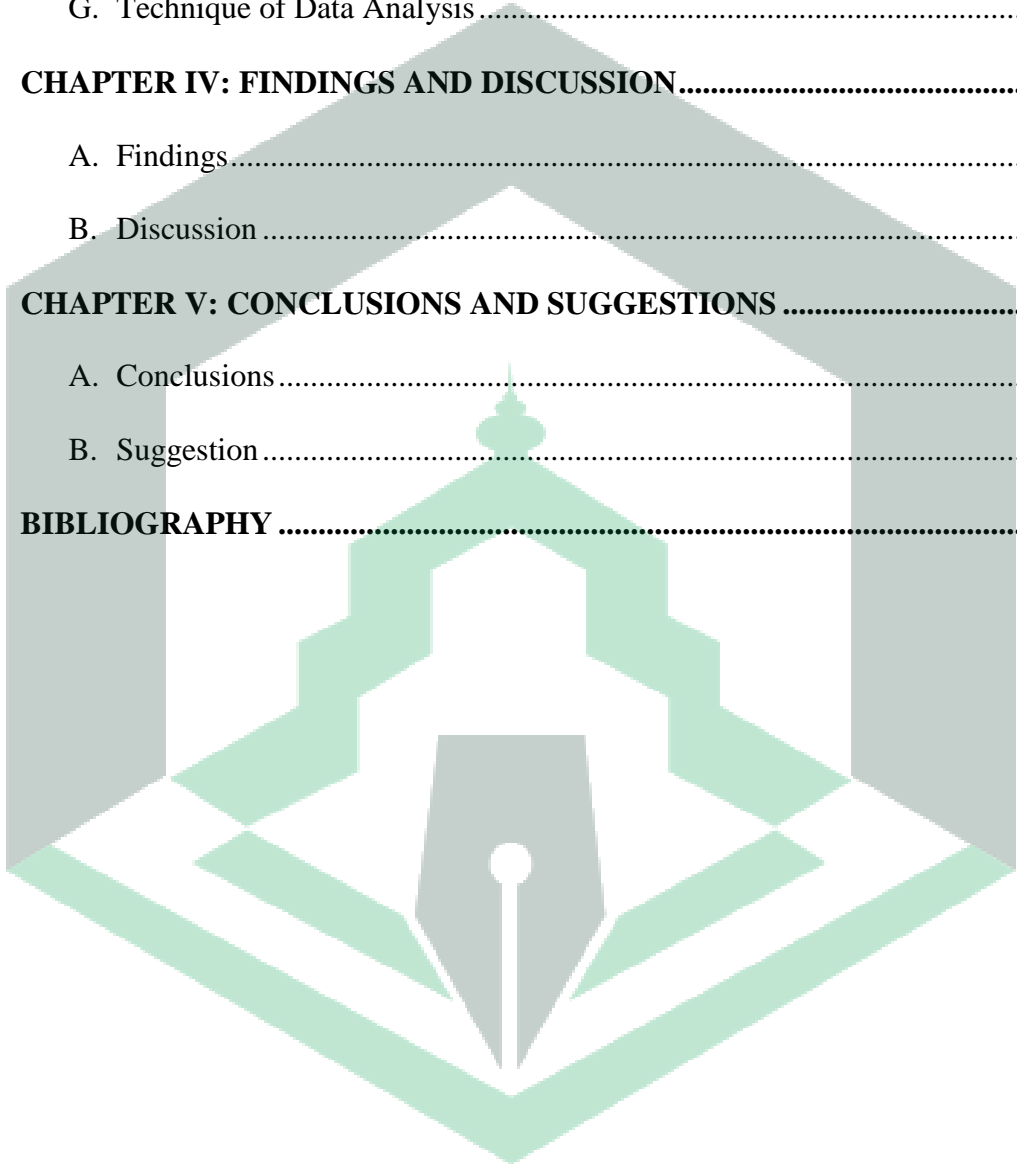 G. Technique of Data Analysis................................................................
CHAPTER IV: FINDINGS AND DISCUSSION...........................................
A. Findings................................................................................................
B. Discussion............................................................................................
CHAPTER V: CONCLUSIONS AND SUGGESTIONS..............................
A. Conclusions..........................................................................................
B. Suggestion............................................................................................
BIBLIOGRAPHY...........................................................................................